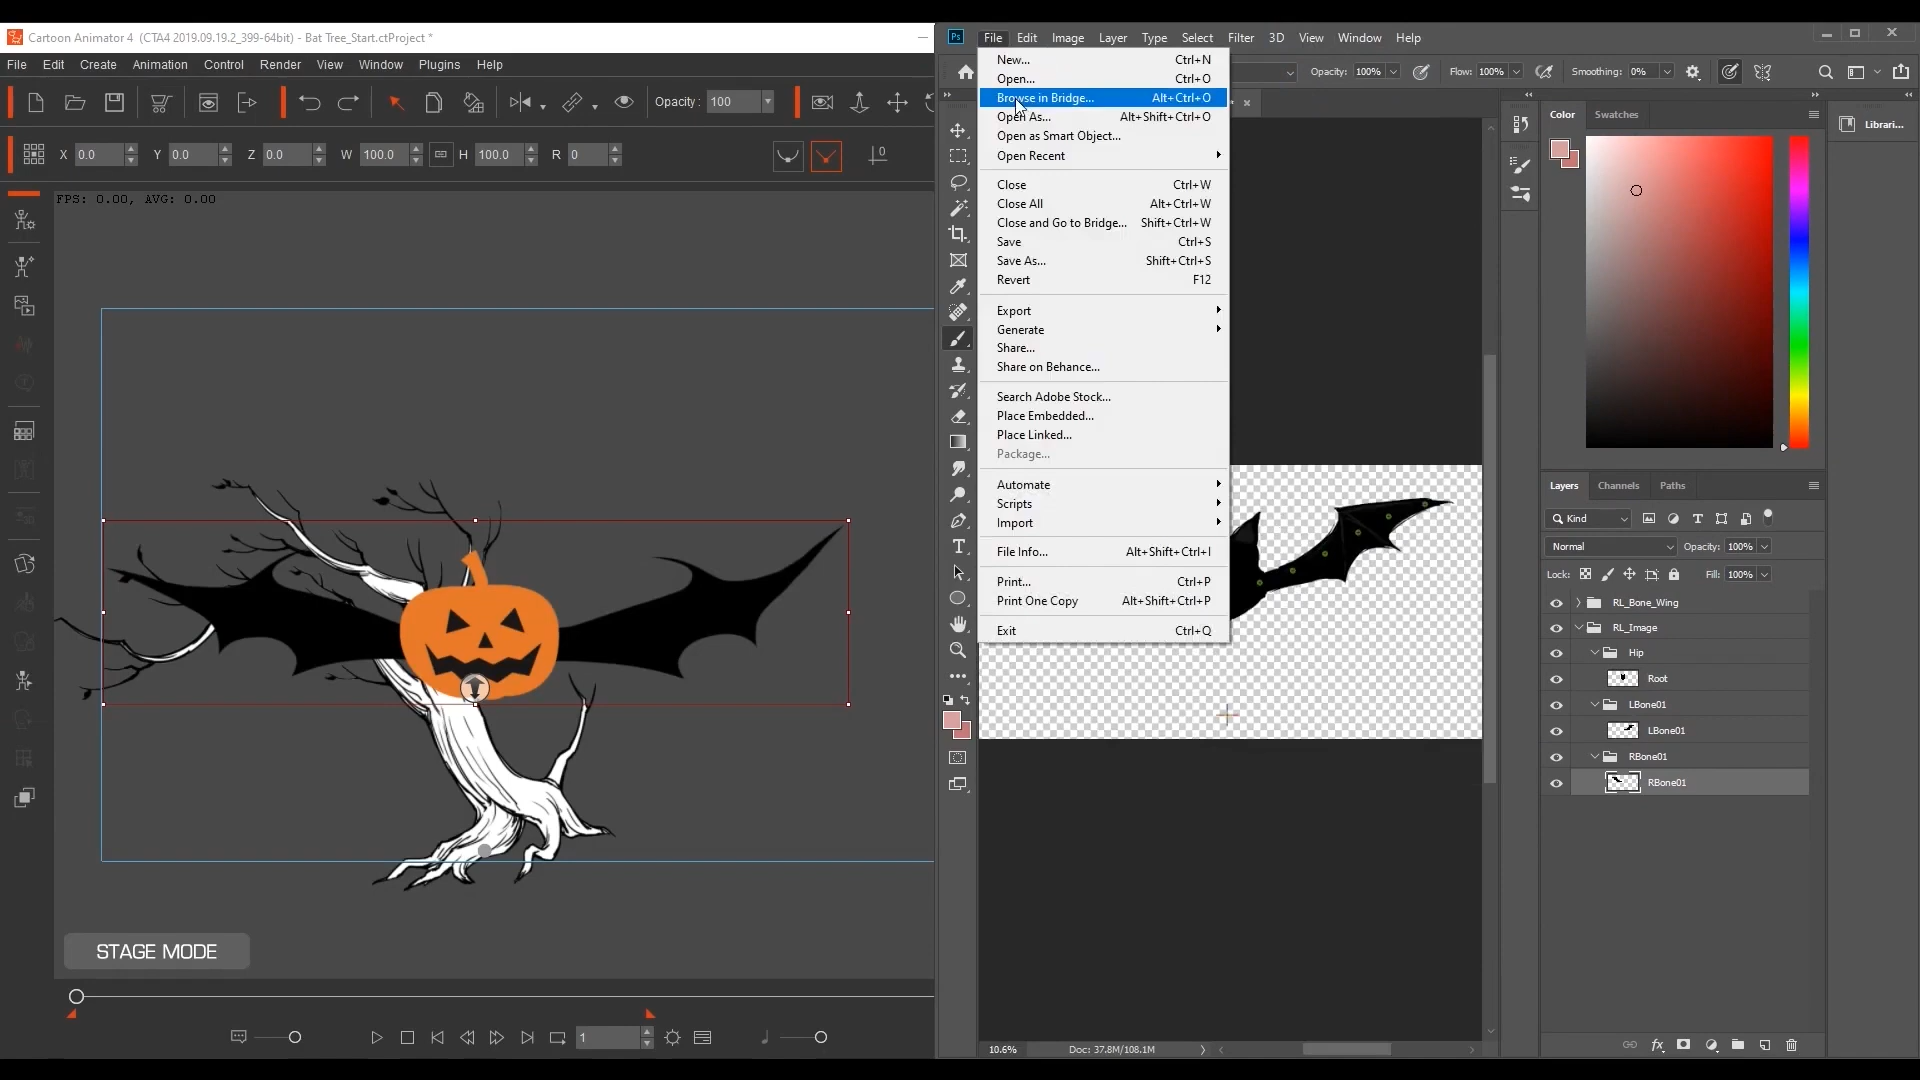 Cartoon Animator 4 (CTA4 2019.09.19.2_399-64bit) - Bat Tree_Start.ctProject *
File Edit Create Animation Control Render View Window Plugins Help
Opacity : 100
X 0.0 Y 0.0 Z 0.0 W 100.0 H 100.0 R 0
0
FPS: 0.00, AVG: 0.00
STAGE MODE
1
Ps File Edit Image Layer Type Select Filter 3D View Window Help
Opacity: 100% Flow: 100% Smoothing: 0%
New... Ctrl+N
Open... Ctrl+O
Browse in Bridge... Alt+Ctrl+O
Open As... Alt+Shift+Ctrl+O
Open as Smart Object...
Open Recent
Close Ctrl+W
Close All Alt+Ctrl+W
Close and Go to Bridge... Shift+Ctrl+W
Save Ctrl+S
Save As... Shift+Ctrl+S
Revert F12
Export
Generate
Share...
Share on Behance...
Search Adobe Stock...
Place Embedded...
Place Linked...
Package...
Automate
Scripts
Import
File Info... Alt+Shift+Ctrl+I
Print... Ctrl+P
Print One Copy Alt+Shift+Ctrl+P
Exit Ctrl+Q
10.6% Doc: 37.8M/108.1M
Color Swatches
Librari...
Layers Channels Paths
Kind
Normal Opacity: 100%
Lock: Fill: 100%
RL_Bone_Wing
RL_Image
Hip
Root
LBone01
LBone01
RBone01
RBone01
fx